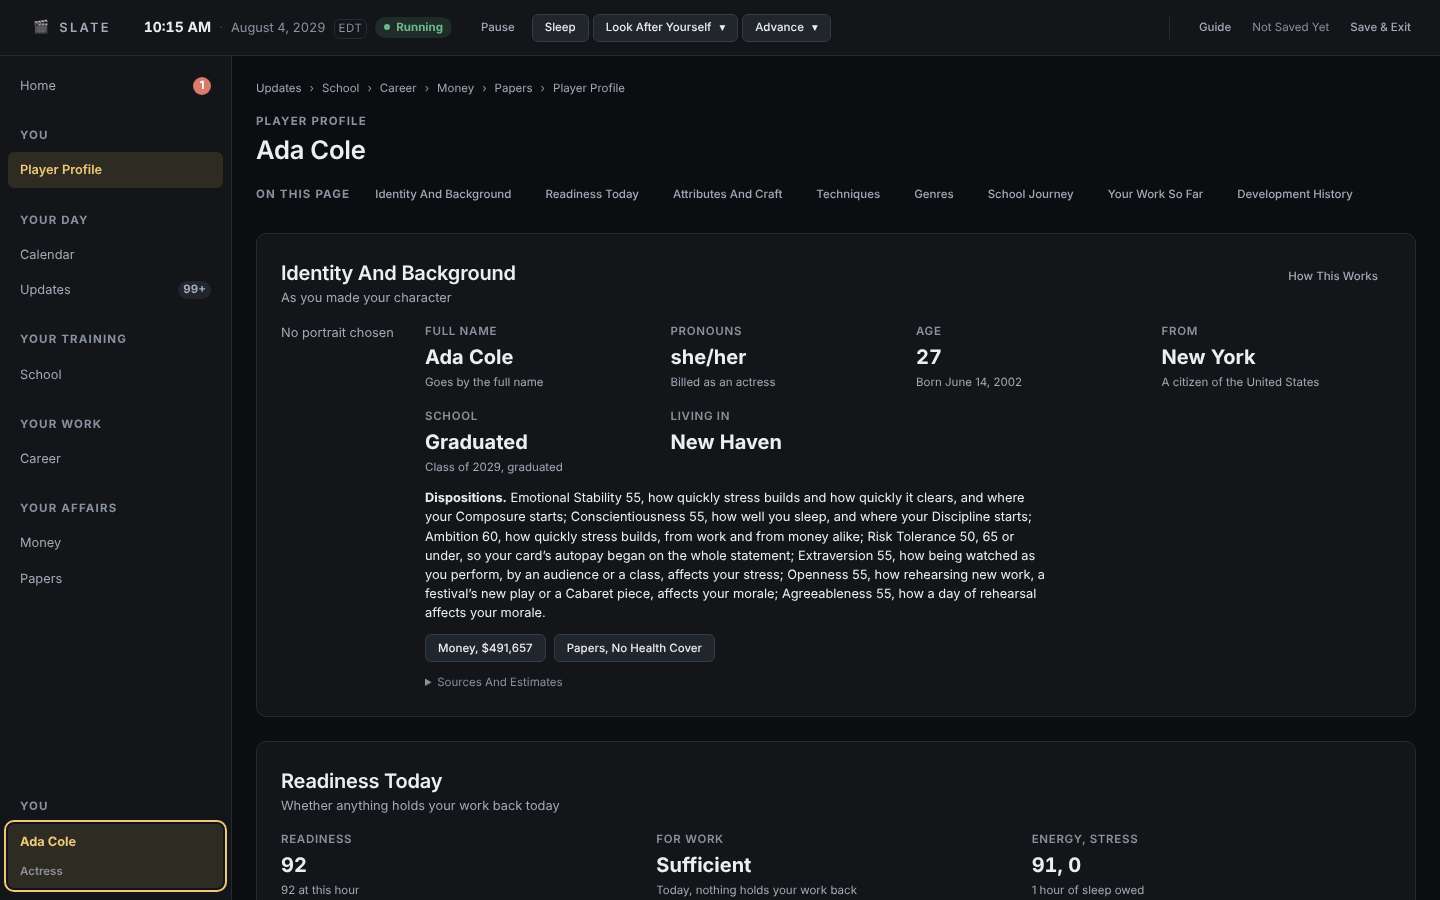 SLATE
10:15 AM · August 4, 2029 EDT Running
Pause
Sleep
Look After Yourself ▾
Advance ▾
Guide
Not Saved Yet
Save & Exit
Home 1
YOU
Player Profile
YOUR DAY
Calendar
Updates 99+
YOUR TRAINING
School
YOUR WORK
Career
YOUR AFFAIRS
Money
Papers
YOU
Ada Cole
Actress
Updates › School › Career › Money › Papers › Player Profile
PLAYER PROFILE
Ada Cole
ON THIS PAGE Identity And Background Readiness Today Attributes And Craft Techniques Genres School Journey Your Work So Far Development History
Identity And Background
How This Works
As you made your character
No portrait chosen
FULL NAME
Ada Cole
Goes by the full name
PRONOUNS
she/her
Billed as an actress
AGE
27
Born June 14, 2002
FROM
New York
A citizen of the United States
SCHOOL
Graduated
Class of 2029, graduated
LIVING IN
New Haven
Dispositions. Emotional Stability 55, how quickly stress builds and how quickly it clears, and where
your Composure starts; Conscientiousness 55, how well you sleep, and where your Discipline starts;
Ambition 60, how quickly stress builds, from work and from money alike; Risk Tolerance 50, 65 or
under, so your card’s autopay began on the whole statement; Extraversion 55, how being watched as
you perform, by an audience or a class, affects your stress; Openness 55, how rehearsing new work, a
festival’s new play or a Cabaret piece, affects your morale; Agreeableness 55, how a day of rehearsal
affects your morale.
Money, $491,657
Papers, No Health Cover
▶ Sources And Estimates
Readiness Today
Whether anything holds your work back today
READINESS
92
92 at this hour
FOR WORK
Sufficient
Today, nothing holds your work back
ENERGY, STRESS
91, 0
1 hour of sleep owed